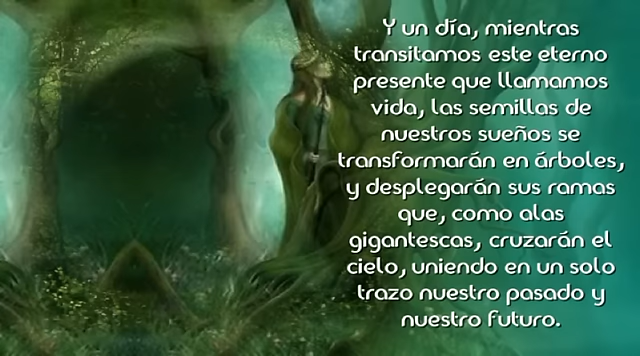 Y un día, mientras
transitamos este eterno
presente que llamamos
vida, las semillas de
nuestros sueños se
transformarán en árboles,
y desplegarán sus ramas
que, como alas
gigantescas, cruzarán el
cielo, uniendo en un solo
trazo nuestro pasado y
nuestro futuro.